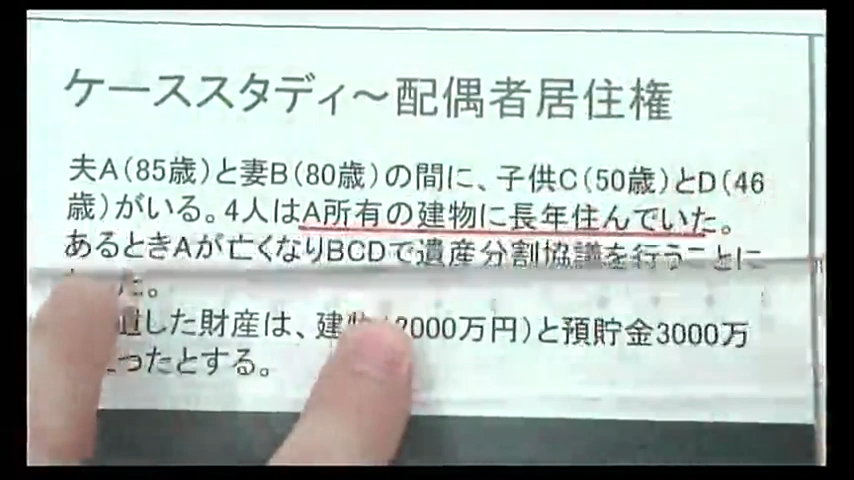 ケーススタディ～配偶者居住権
夫A(85歳)と妻B(80歳)の間に、子供C(50歳)とD(46
歳)がいる。4人はA所有の建物に長年住んでいた。
あるときAが亡くなりBCDで遺産分割協議を行うことに
た。
した財産は、建物(2000万円)と預貯金3000万
ったとする。